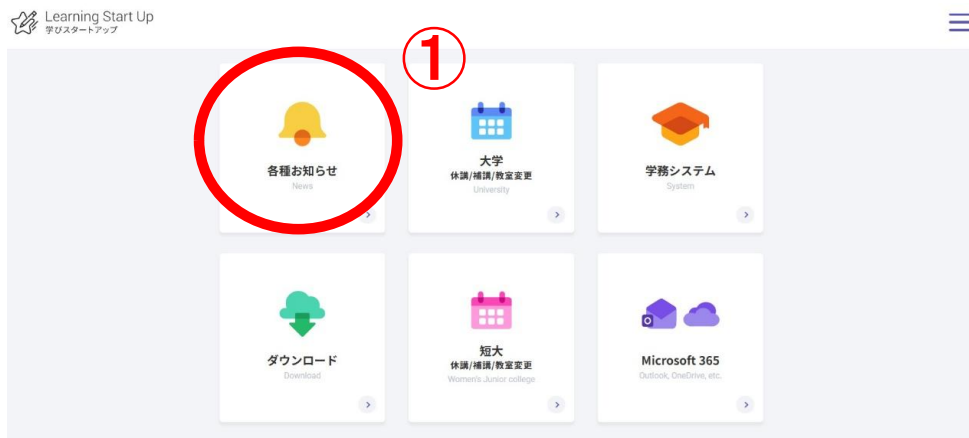 Learning Start Up
学びスタートアップ
①
各種お知らせ
News
大学
休講/補講/教室変更
University
学務システム
System
ダウンロード
Download
短大
休講/補講/教室変更
Women's Junior college
Microsoft 365
Outlook, OneDrive, etc.